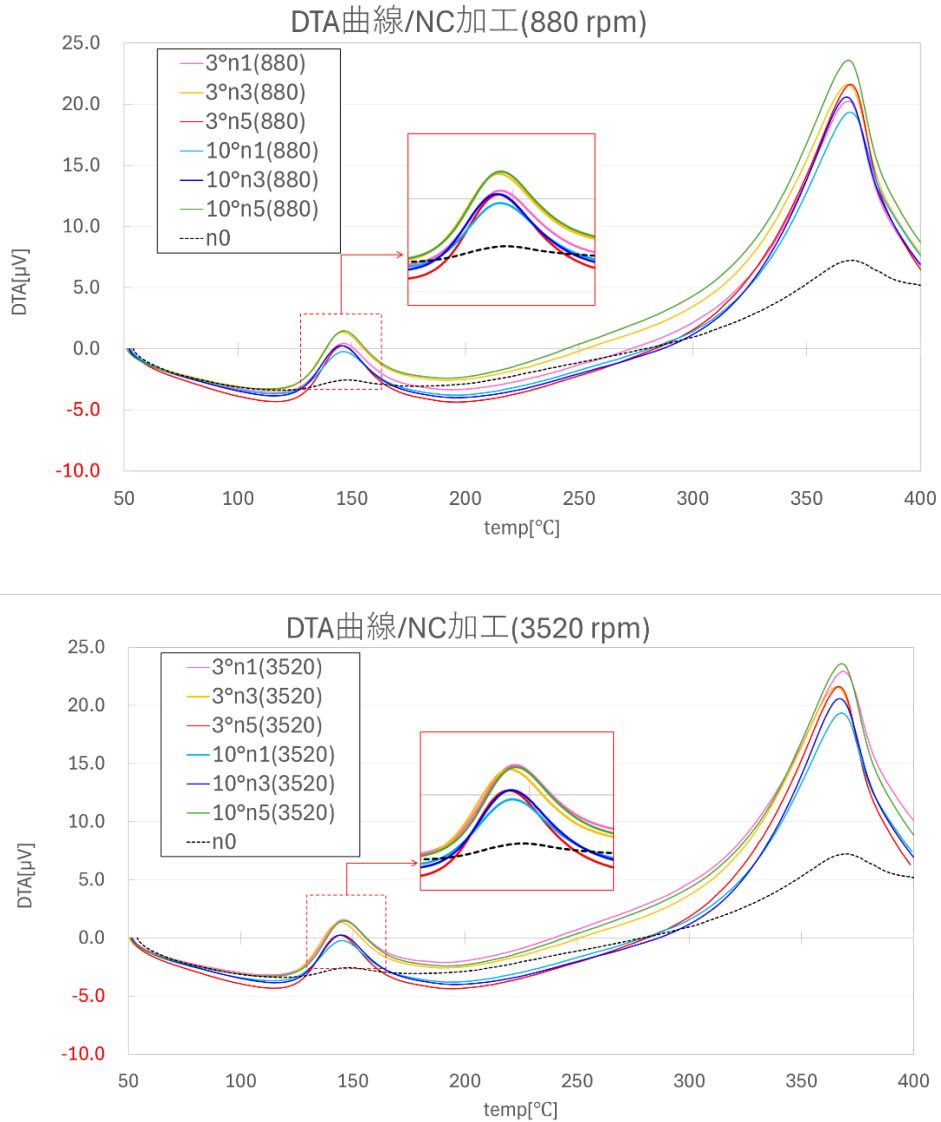 DTA曲線/NC加工(880 rpm)
25.0
20.0
15.0
10.0
5.0
0.0
-5.0
-10.0
DTA[μV]
3°n1(880)
3°n3(880)
3°n5(880)
10°n1(880)
10°n3(880)
10°n5(880)
n0
50 100 150 200 250 300 350 400
temp[℃]
DTA曲線/NC加工(3520 rpm)
25.0
20.0
15.0
10.0
5.0
0.0
-5.0
-10.0
DTA[μV]
3°n1(3520)
3°n3(3520)
3°n5(3520)
10°n1(3520)
10°n3(3520)
10°n5(3520)
n0
50 100 150 200 250 300 350 400
temp[℃]